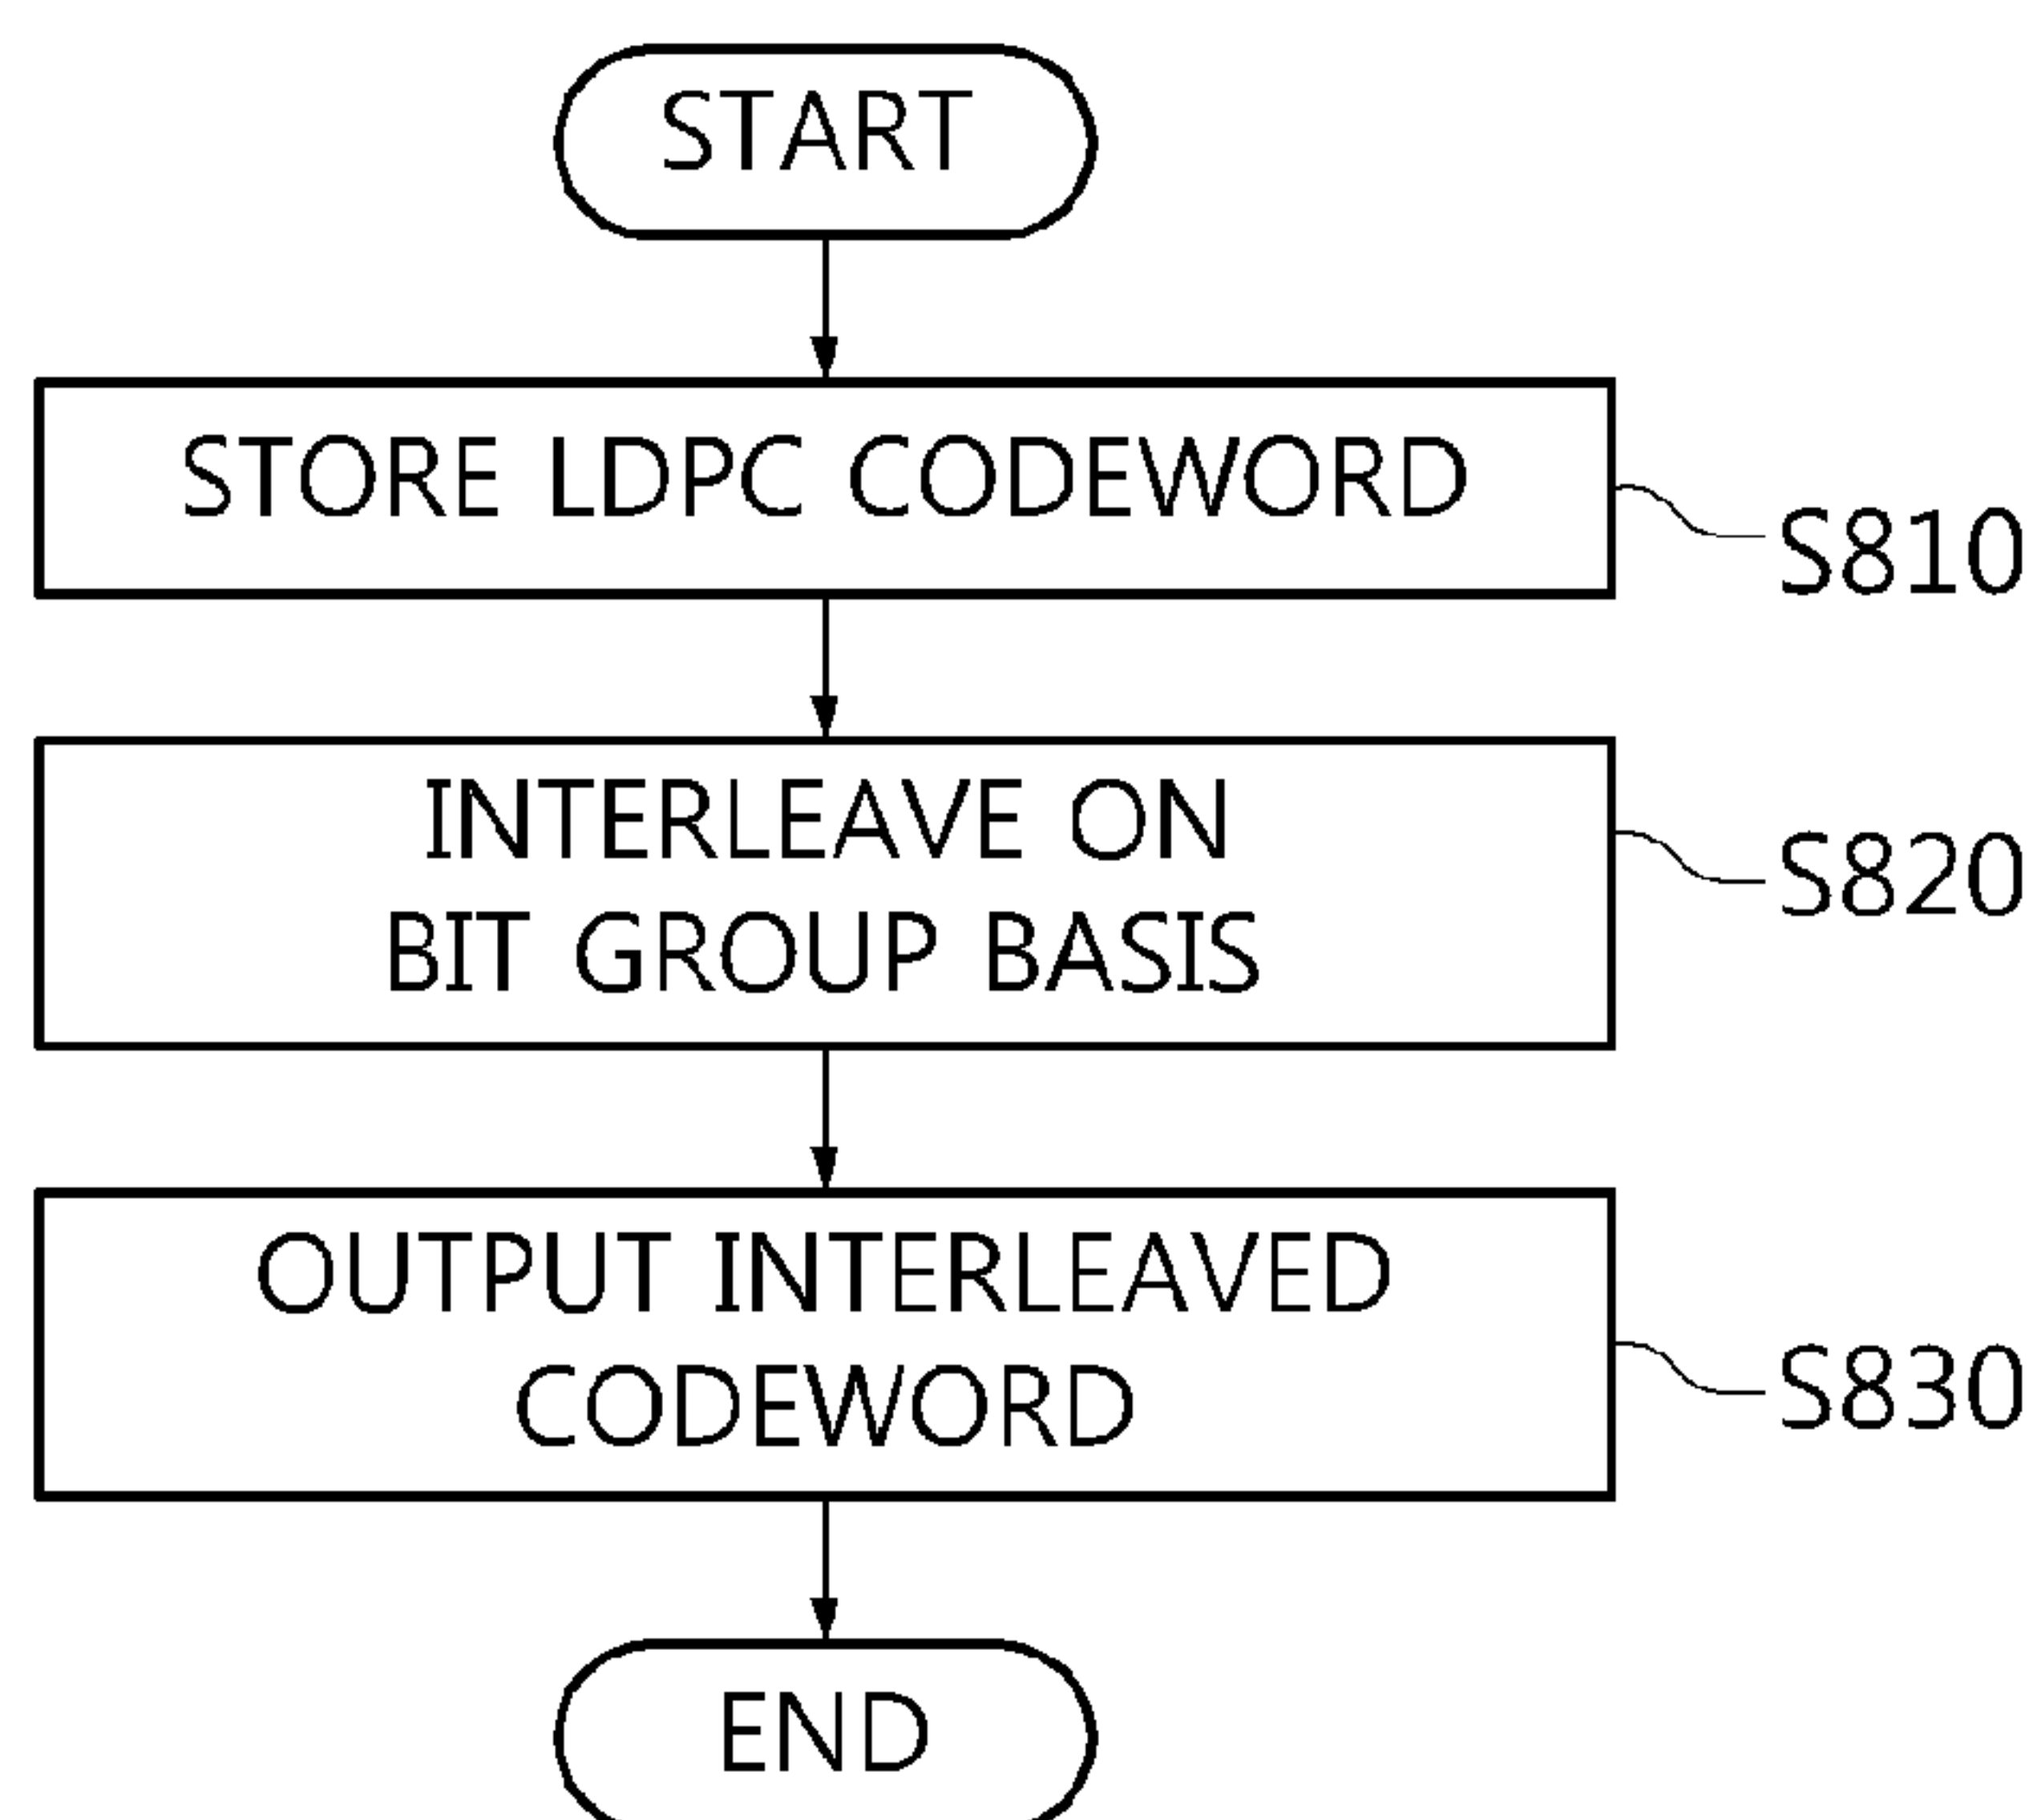 START
STORE LDPC CODEWORD
S810
INTERLEAVE ON
BIT GROUP BASIS
S820
OUTPUT INTERLEAVED
CODEWORD
S830
END